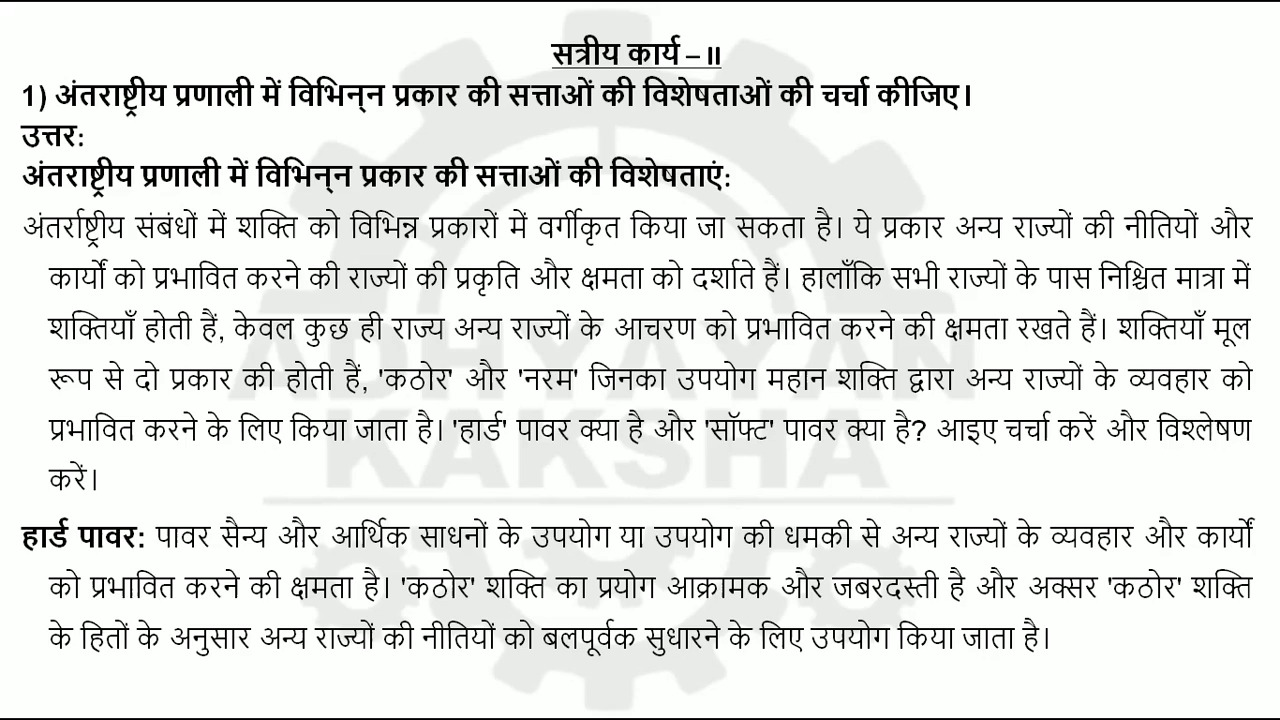 सत्रीय कार्य – II
1) अंतराष्ट्रीय प्रणाली में विभिन्‍न प्रकार की सत्ताओं की विशेषताओं की चर्चा कीजिए।
उत्तर:
अंतराष्ट्रीय प्रणाली में विभिन्‍न प्रकार की सत्ताओं की विशेषताएं:
अंतर्राष्ट्रीय संबंधों में शक्ति को विभिन्न प्रकारों में वर्गीकृत किया जा सकता है। ये प्रकार अन्य राज्यों की नीतियों और
कार्यों को प्रभावित करने की राज्यों की प्रकृति और क्षमता को दर्शाते हैं। हालाँकि सभी राज्यों के पास निश्चित मात्रा में
शक्तियाँ होती हैं, केवल कुछ ही राज्य अन्य राज्यों के आचरण को प्रभावित करने की क्षमता रखते हैं। शक्तियाँ मूल
रूप से दो प्रकार की होती हैं, 'कठोर' और 'नरम' जिनका उपयोग महान शक्ति द्वारा अन्य राज्यों के व्यवहार को
प्रभावित करने के लिए किया जाता है। 'हार्ड' पावर क्या है और 'सॉफ्ट' पावर क्या है? आइए चर्चा करें और विश्लेषण
करें।
हार्ड पावर: पावर सैन्य और आर्थिक साधनों के उपयोग या उपयोग की धमकी से अन्य राज्यों के व्यवहार और कार्यों
को प्रभावित करने की क्षमता है। 'कठोर' शक्ति का प्रयोग आक्रामक और जबरदस्ती है और अक्सर 'कठोर' शक्ति
के हितों के अनुसार अन्य राज्यों की नीतियों को बलपूर्वक सुधारने के लिए उपयोग किया जाता है।
ADHYAYAN
KAKSHA